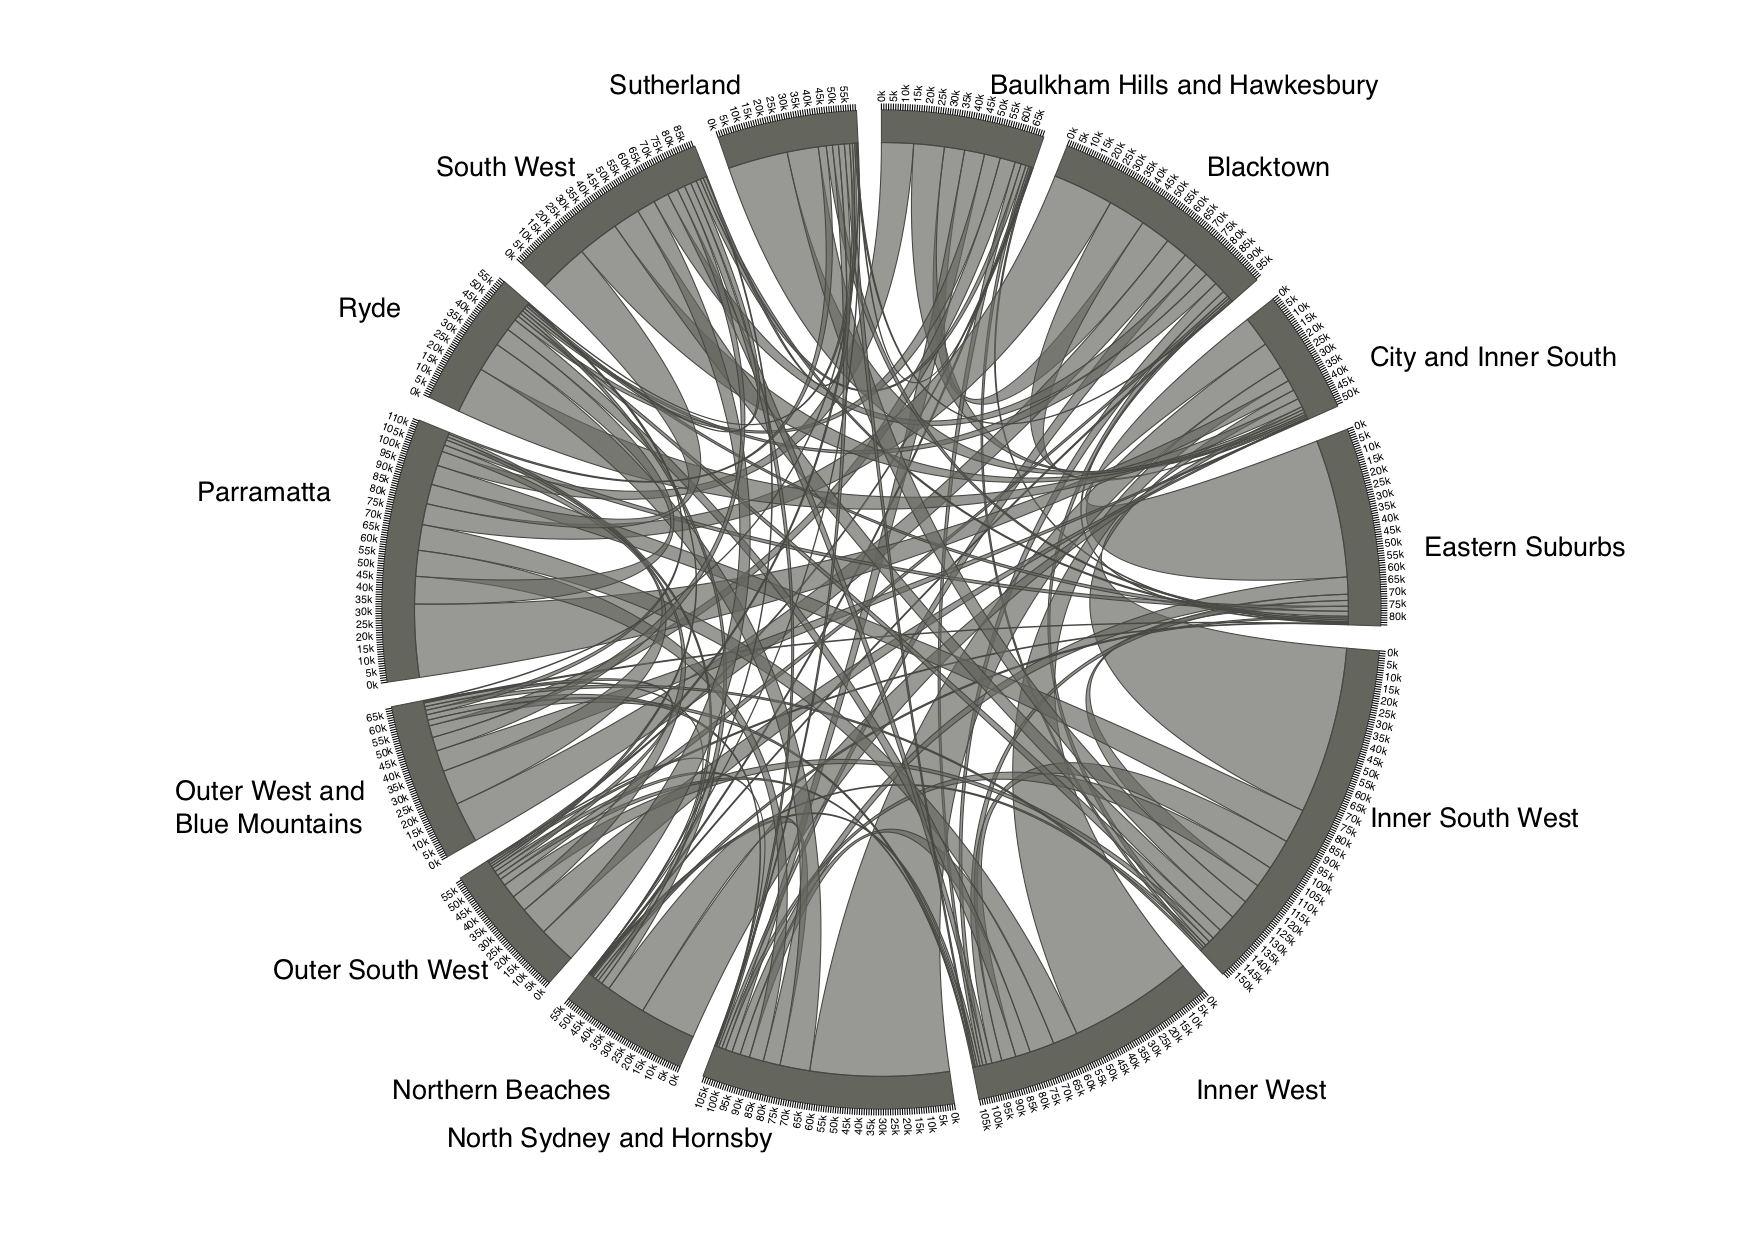 Sutherland
0k 5k 10k 15k 20k 25k 30k 35k 40k 45k 50k 55k
Baulkham Hills and Hawkesbury
0k 5k 10k 15k 20k 25k 30k 35k 40k 45k 50k 55k 60k 65k
Blacktown
0k 5k 10k 15k 20k 25k 30k 35k 40k 45k 50k 55k 60k 65k 70k 75k 80k 85k 90k 95k
City and Inner South
0k 5k 10k 15k 20k 25k 30k 35k 40k 45k 50k
Eastern Suburbs
0k 5k 10k 15k 20k 25k 30k 35k 40k 45k 50k 55k 60k 65k 70k 75k 80k
Inner South West
0k 5k 10k 15k 20k 25k 30k 35k 40k 45k 50k 55k 60k 65k 70k 75k 80k 85k 90k 95k 100k 105k 110k 115k 120k 125k 130k 135k 140k 145k 150k
Inner West
0k 5k 10k 15k 20k 25k 30k 35k 40k 45k 50k 55k 60k 65k 70k 75k 80k 85k 90k 95k 100k 105k
North Sydney and Hornsby
0k 5k 10k 15k 20k 25k 30k 35k 40k 45k 50k 55k 60k 65k 70k 75k 80k 85k 90k 95k 100k 105k
Northern Beaches
0k 5k 10k 15k 20k 25k 30k 35k 40k 45k 50k 55k
Outer South West
0k 5k 10k 15k 20k 25k 30k 35k 40k 45k 50k 55k
Outer West and
Blue Mountains
0k 5k 10k 15k 20k 25k 30k 35k 40k 45k 50k 55k 60k 65k
Parramatta
0k 5k 10k 15k 20k 25k 30k 35k 40k 45k 50k 55k 60k 65k 70k 75k 80k 85k 90k 95k 100k 105k 110k
Ryde
0k 5k 10k 15k 20k 25k 30k 35k 40k 45k 50k 55k
South West
0k 5k 10k 15k 20k 25k 30k 35k 40k 45k 50k 55k 60k 65k 70k 75k 80k 85k